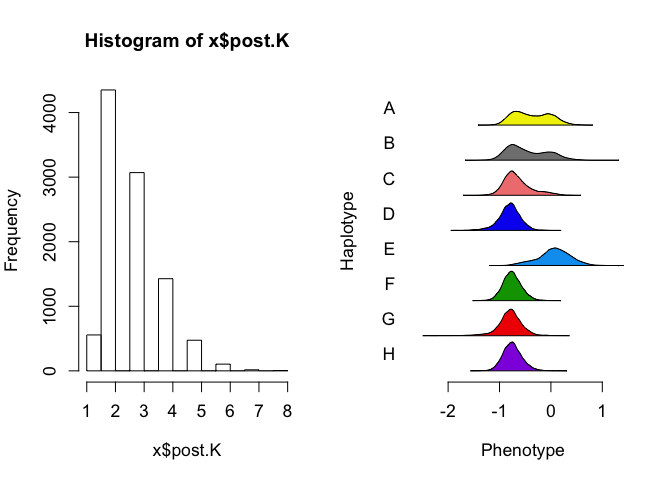 Histogram of x$post.K
Frequency
0 1000 2000 3000 4000
1 2 3 4 5 6 7 8
x$post.K
Haplotype
A
B
C
D
E
F
G
H
-2 -1 0 1
Phenotype